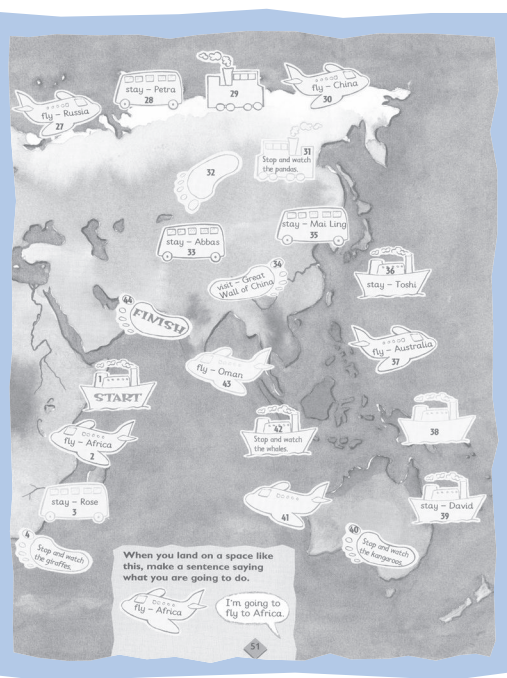 stay – Petra
28
29
fly – China
30
fly – Russia
27
31
Stop and watch
the pandas.
32
stay – Abbas
33
stay – Mai Ling
35
34
visit – Great
Wall of China
36
stay – Toshi
44
FINISH
fly – Australia
37
fly – Oman
43
1
START
38
42
Stop and watch
the whales.
fly – Africa
2
stay – Rose
3
41
stay – David
39
4
Stop and watch
the giraffes.
40
Stop and watch
the kangaroos.
When you land on a space like
this, make a sentence saying
what you are going to do.
fly – Africa
I'm going to
fly to Africa.
51